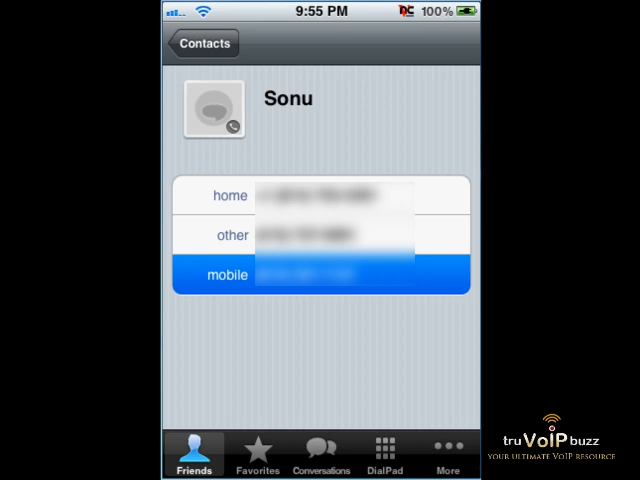 9:55 PM 100%
Contacts
Sonu
home
other
mobile
Friends Favorites Conversations DialPad More
truVoIPbuzz
YOUR ULTIMATE VOIP RESOURCE